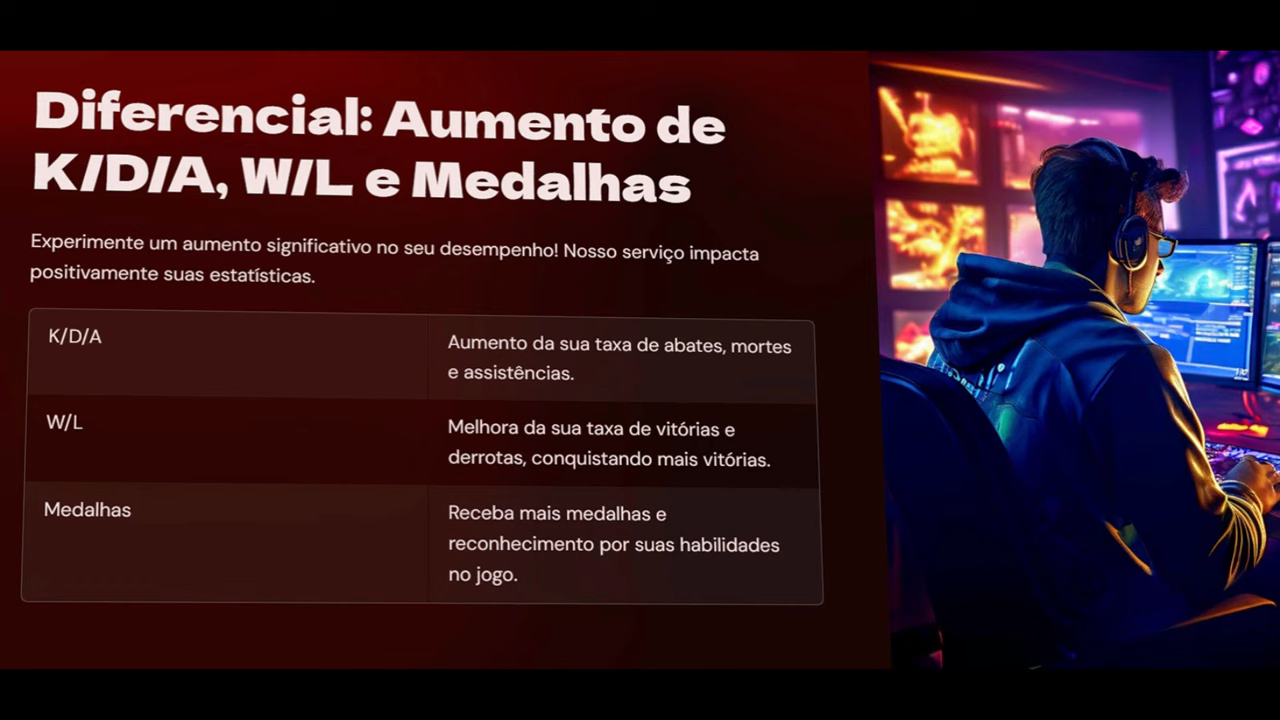 Diferencial: Aumento de
K/D/A, W/L e Medalhas
Experimente um aumento significativo no seu desempenho! Nosso serviço impacta
positivamente suas estatísticas.
K/D/A
Aumento da sua taxa de abates, mortes
e assistências.
W/L
Melhora da sua taxa de vitórias e
derrotas, conquistando mais vitórias.
Medalhas
Receba mais medalhas e
reconhecimento por suas habilidades
no jogo.